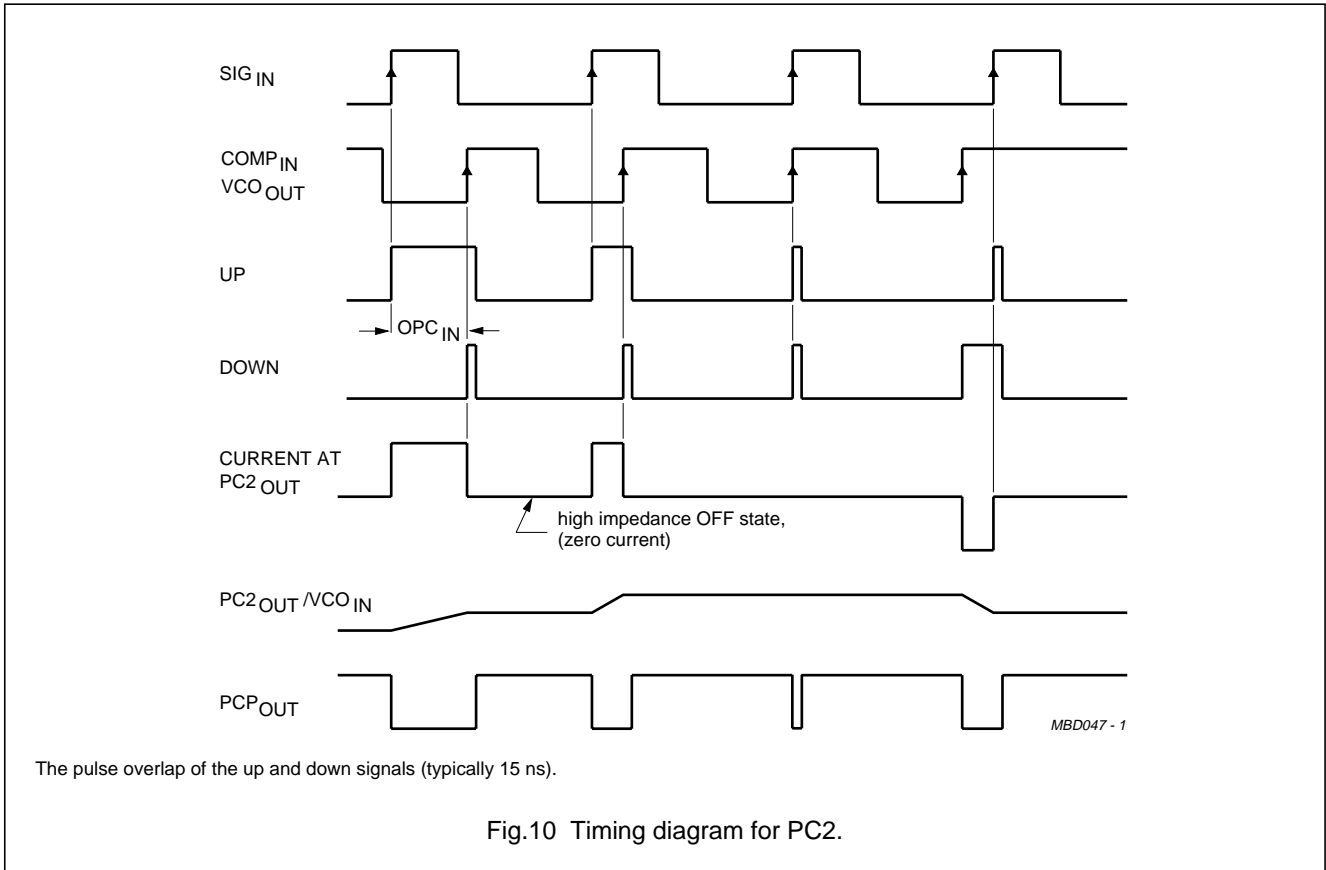 SIG IN
COMP IN
VCO OUT
UP
OPC IN
DOWN
CURRENT AT
PC2 OUT
high impedance OFF state,
(zero current)
PC2 OUT /VCO IN
PCP OUT
MBD047 - 1
The pulse overlap of the up and down signals (typically 15 ns).
Fig.10 Timing diagram for PC2.